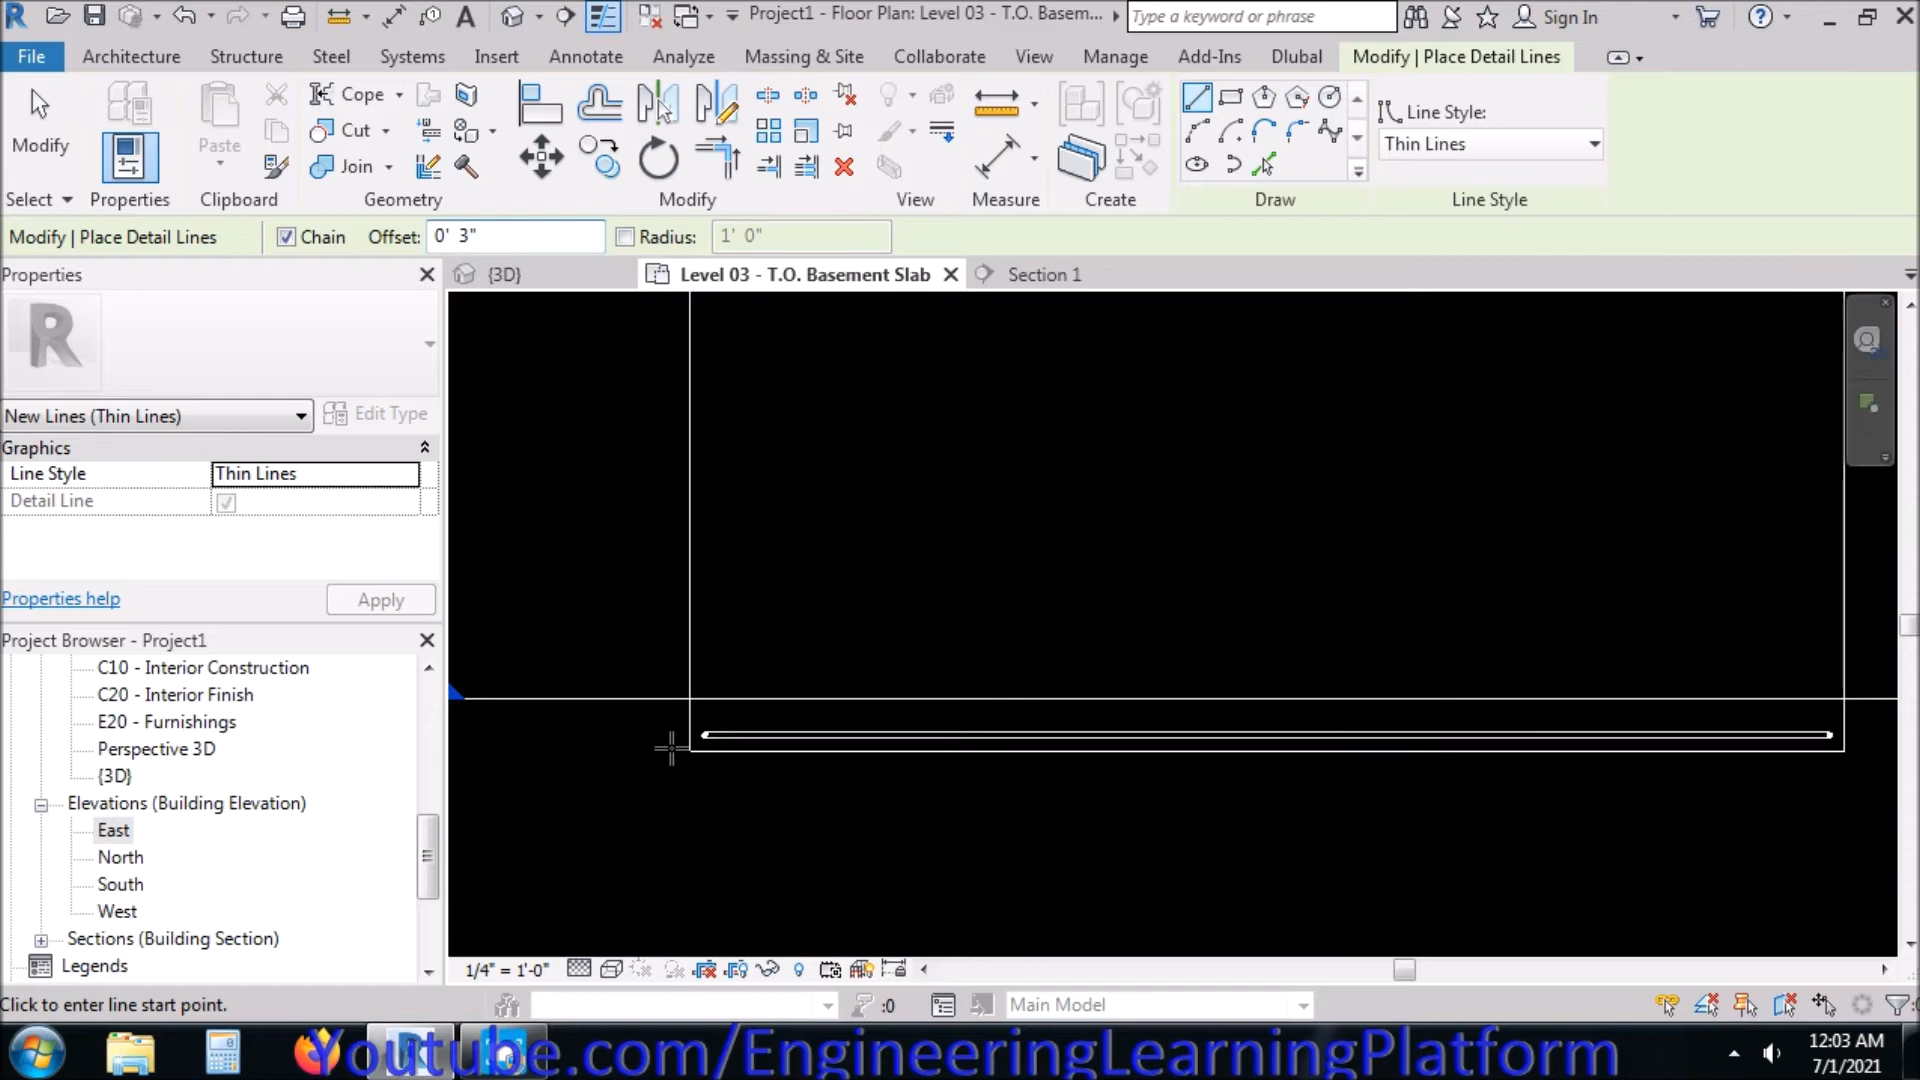 Project1 - Floor Plan: Level 03 - T.O. Basem...
Type a keyword or phrase
Sign In
File
Architecture
Structure
Steel
Systems
Insert
Annotate
Analyze
Massing & Site
Collaborate
View
Manage
Add-Ins
Dlubal
Modify | Place Detail Lines
Modify
Paste
Cope
Cut
Join
Line Style:
Thin Lines
Select
Properties
Clipboard
Geometry
Modify
View
Measure
Create
Draw
Line Style
Modify | Place Detail Lines
Chain
Offset:
0' 3"
Radius:
1' 0"
Properties
{3D}
Level 03 - T.O. Basement Slab
Section 1
R
New Lines (Thin Lines)
Edit Type
Graphics
Line Style
Thin Lines
Detail Line
Properties help
Apply
Project Browser - Project1
C10 - Interior Construction
C20 - Interior Finish
E20 - Furnishings
Perspective 3D
{3D}
Elevations (Building Elevation)
East
North
South
West
Sections (Building Section)
Legends
1/4" = 1'-0"
Click to enter line start point.
:0
Main Model
Youtube.com/EngineeringLearningPlatform
12:03 AM
7/1/2021